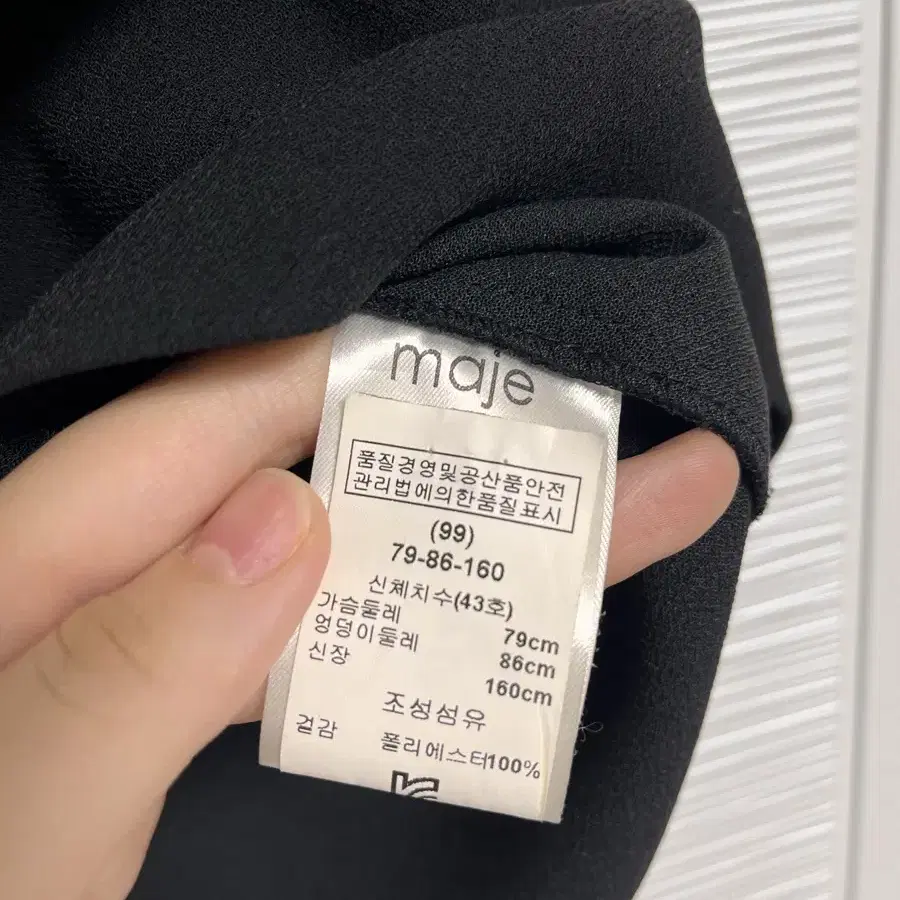 maje
품질경영및공산품안전
관리법에의한품질표시
(99)
79-86-160
신체치수(43호)
가슴둘레 79cm
엉덩이둘레 86cm
신장 160cm
조성섬유
겉감 폴리에스터100%